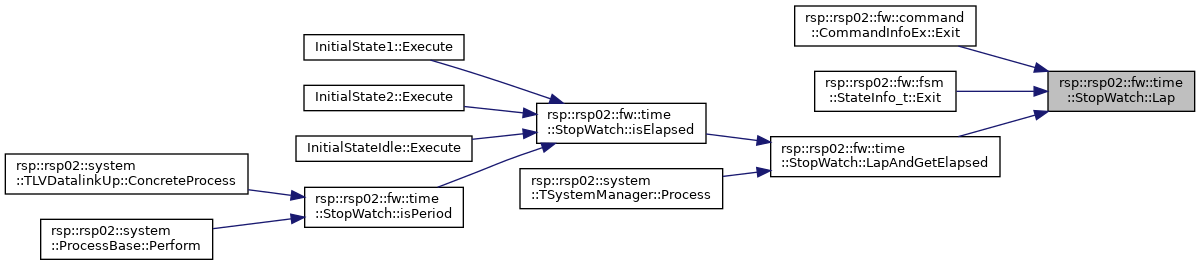 rsp::rsp02::fw::command
::CommandInfoEx::Exit
InitialState1::Execute
rsp::rsp02::fw::fsm
::StateInfo_t::Exit
rsp::rsp02::fw::time
::StopWatch::Lap
InitialState2::Execute
rsp::rsp02::fw::time
::StopWatch::isElapsed
InitialStateIdle::Execute
rsp::rsp02::fw::time
::StopWatch::LapAndGetElapsed
rsp::rsp02::system
::TLVDatalinkUp::ConcreteProcess
rsp::rsp02::system
::TSystemManager::Process
rsp::rsp02::fw::time
::StopWatch::isPeriod
rsp::rsp02::system
::ProcessBase::Perform